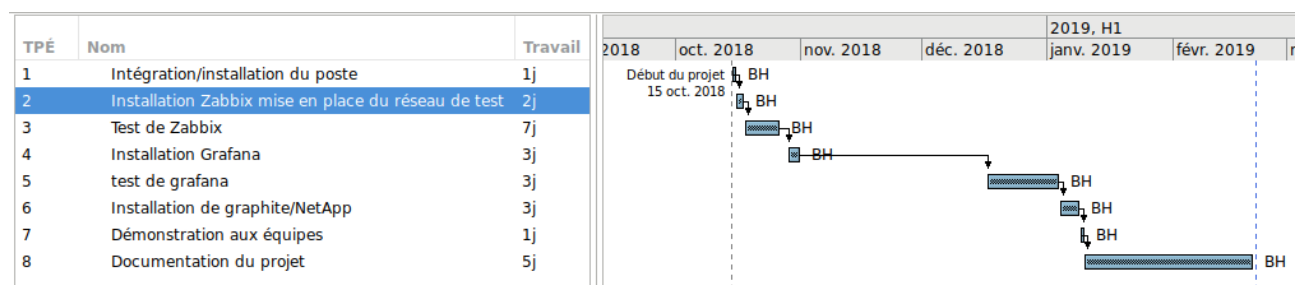 2019, H1
TPÉ Nom Travail 2018 oct. 2018 nov. 2018 déc. 2018 janv. 2019 févr. 2019
1 Intégration/installation du poste 1j Début du projet BH
15 oct. 2018
2 Installation Zabbix mise en place du réseau de test 2j BH
3 Test de Zabbix 7j BH
4 Installation Grafana 3j BH
5 test de grafana 3j BH
6 Installation de graphite/NetApp 3j BH
7 Démonstration aux équipes 1j BH
8 Documentation du projet 5j BH